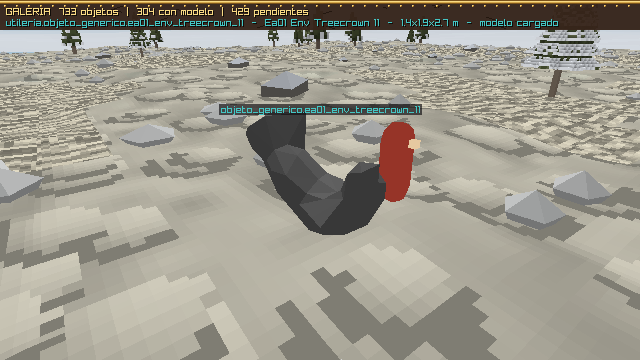 GALERIA 733 objetos | 304 con modelo | 429 pendientes
utileria:objeto_generico.ea01_env_treecrown_11 - Ea01 Env Treecrown 11 - 1.4x1.9x2.7 m - modelo cargado
objeto_generico.ea01_env_treecrown_11